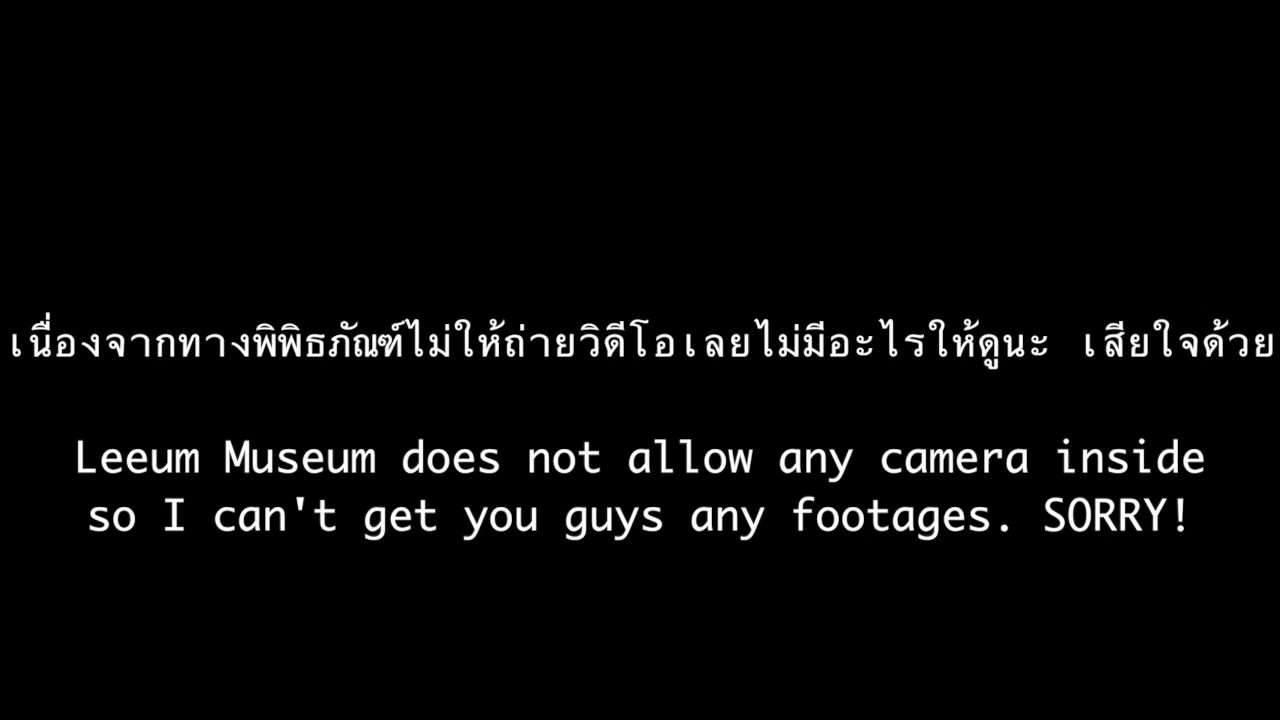 เนื่องจากทางพิพิธภัณฑ์ไม่ให้ถ่ายวิดีโอเลยไม่มีอะไรให้ดูนะ เสียใจด้วย
Leeum Museum does not allow any camera inside
so I can't get you guys any footages. SORRY!